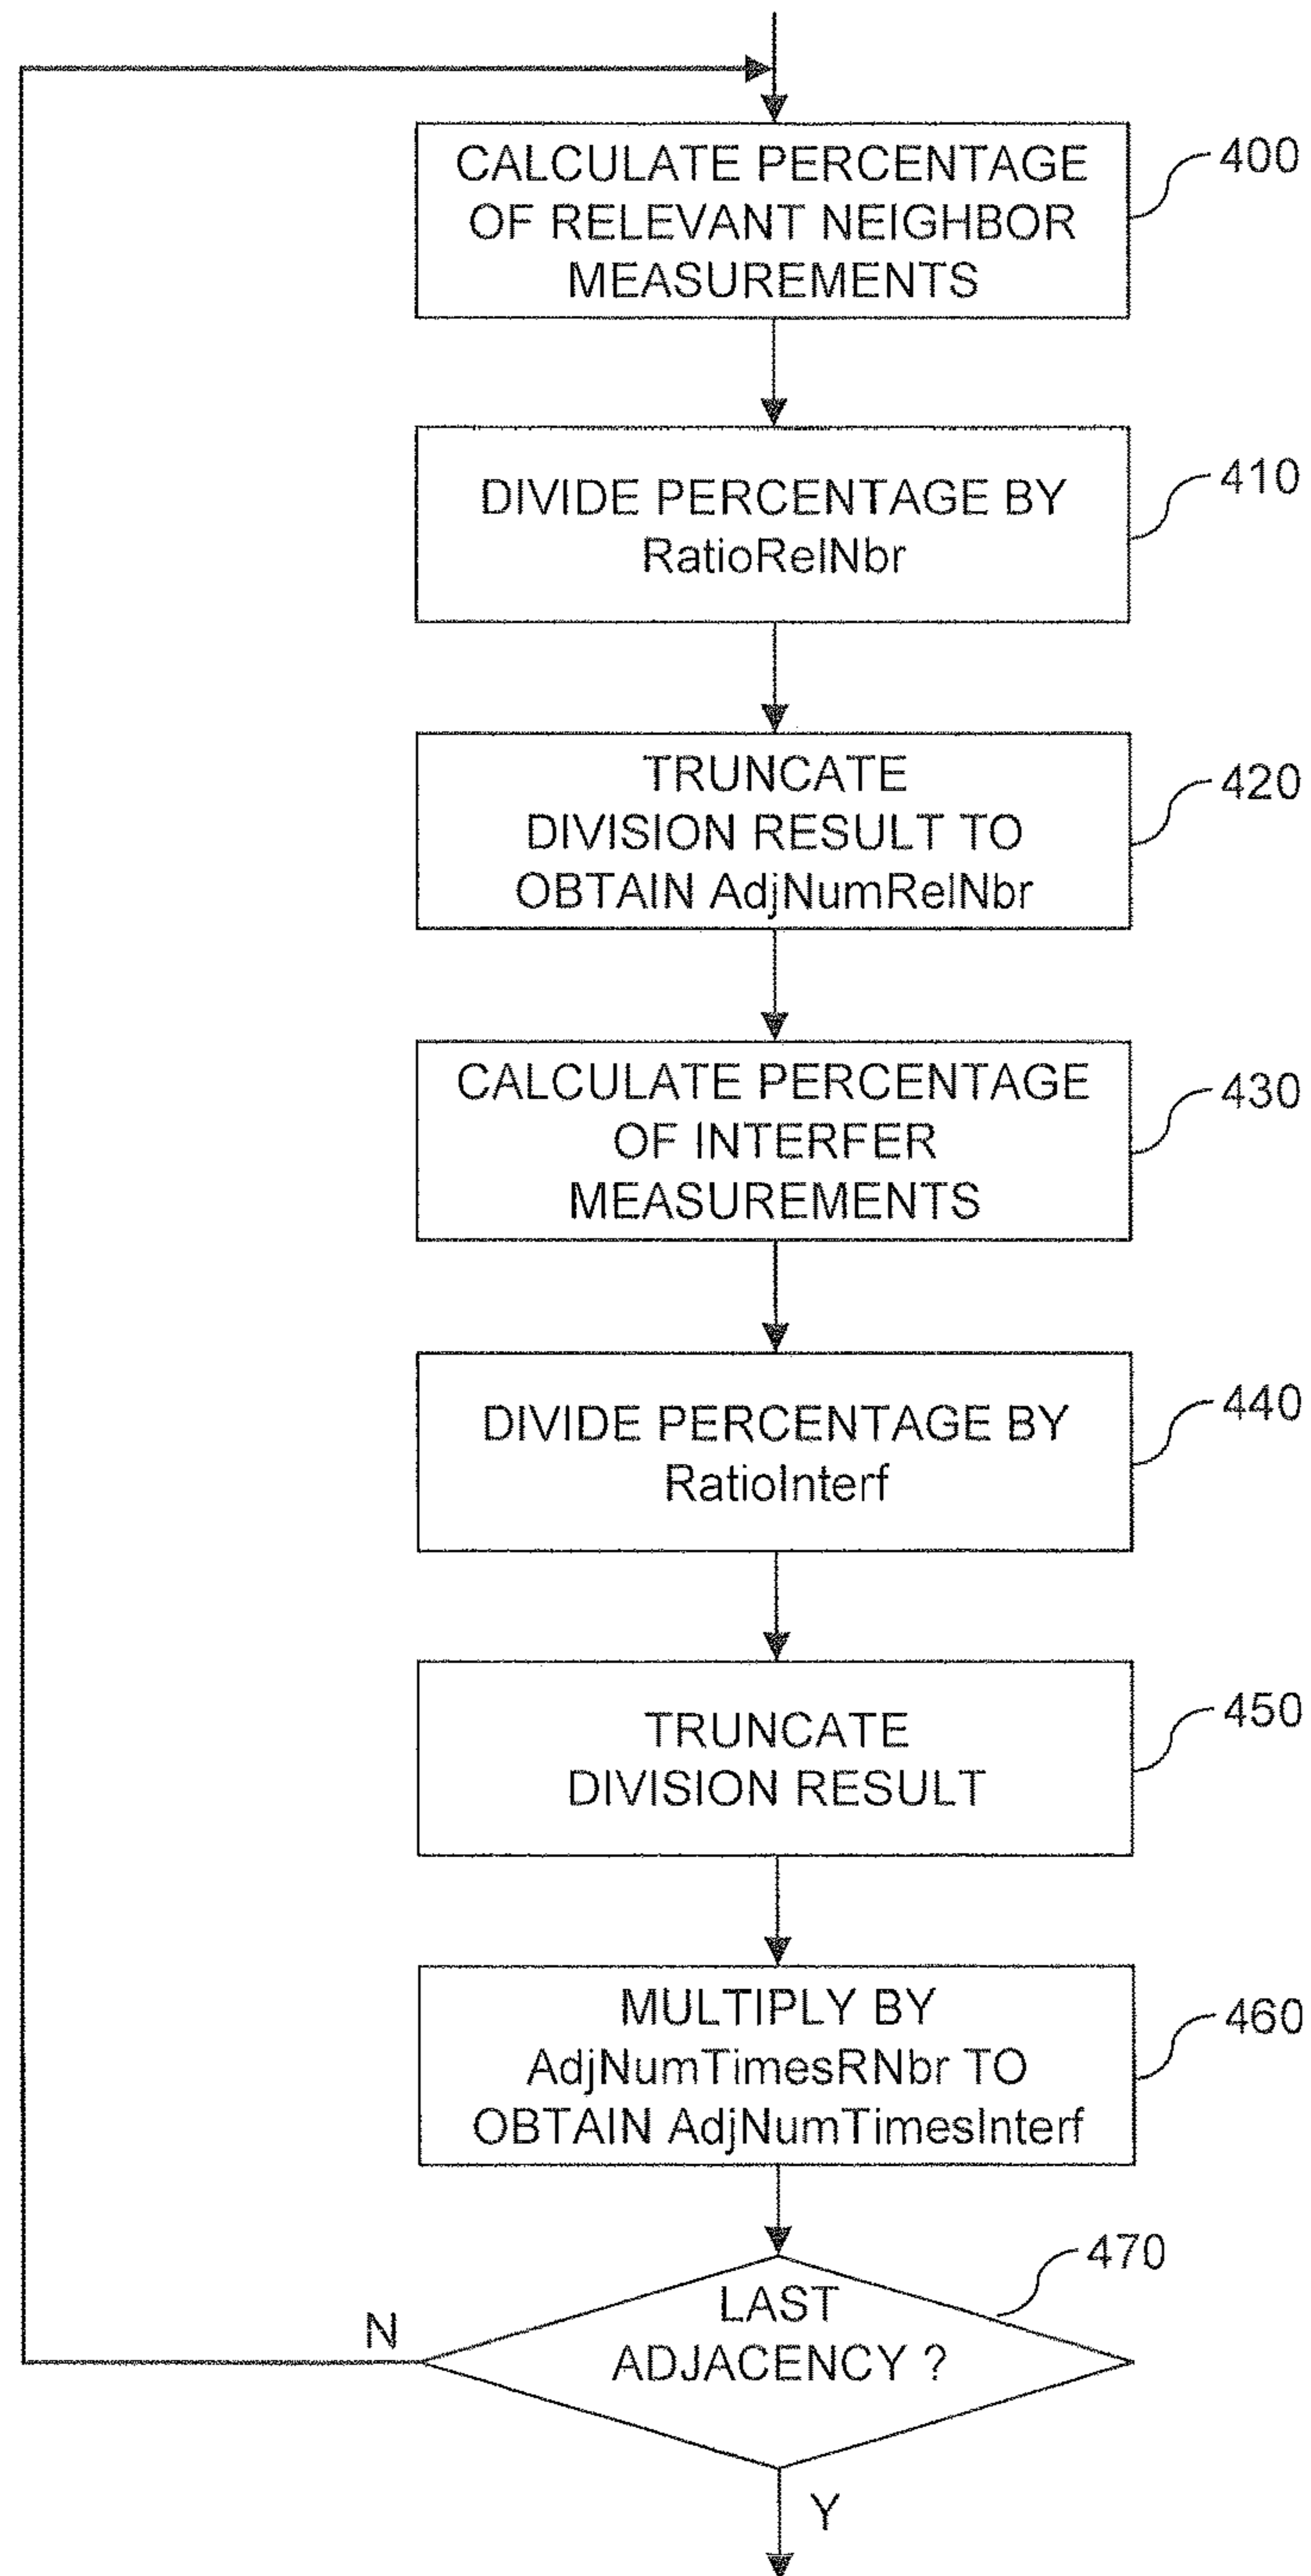 CALCULATE PERCENTAGE
OF RELEVANT NEIGHBOR
MEASUREMENTS
400
DIVIDE PERCENTAGE BY
RatioRelNbr
410
TRUNCATE
DIVISION RESULT TO
OBTAIN AdjNumRelNbr
420
CALCULATE PERCENTAGE
OF INTERFER
MEASUREMENTS
430
DIVIDE PERCENTAGE BY
RatioInterf
440
TRUNCATE
DIVISION RESULT
450
MULTIPLY BY
AdjNumTimesRNbr TO
OBTAIN AdjNumTimesInterf
460
LAST
ADJACENCY ?
470
N
Y